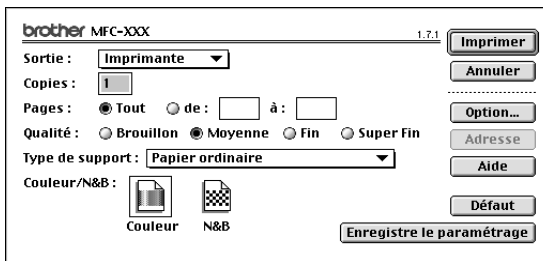 brother MFC-XXX 1.7.1 Imprimer
Sortie : Imprimante
Annuler
Copies : 1
Pages : Tout de : à : Option...
Qualité : Brouillon Moyenne Fin Super Fin Adresse
Type de support : Papier ordinaire Aide
Couleur/N&B :
Défaut
Couleur N&B Enregistre le paramétrage